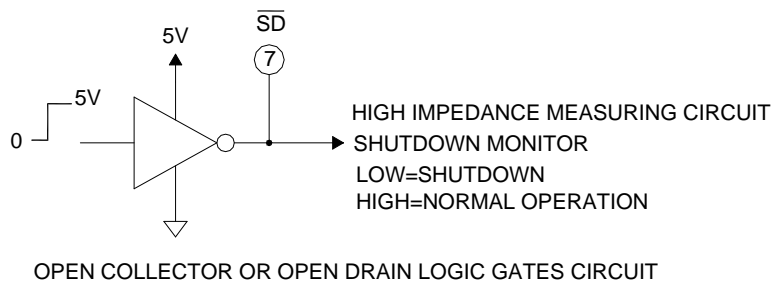 SD
5V
7
5V
0
HIGH IMPEDANCE MEASURING CIRCUIT
SHUTDOWN MONITOR
LOW=SHUTDOWN
HIGH=NORMAL OPERATION
OPEN COLLECTOR OR OPEN DRAIN LOGIC GATES CIRCUIT